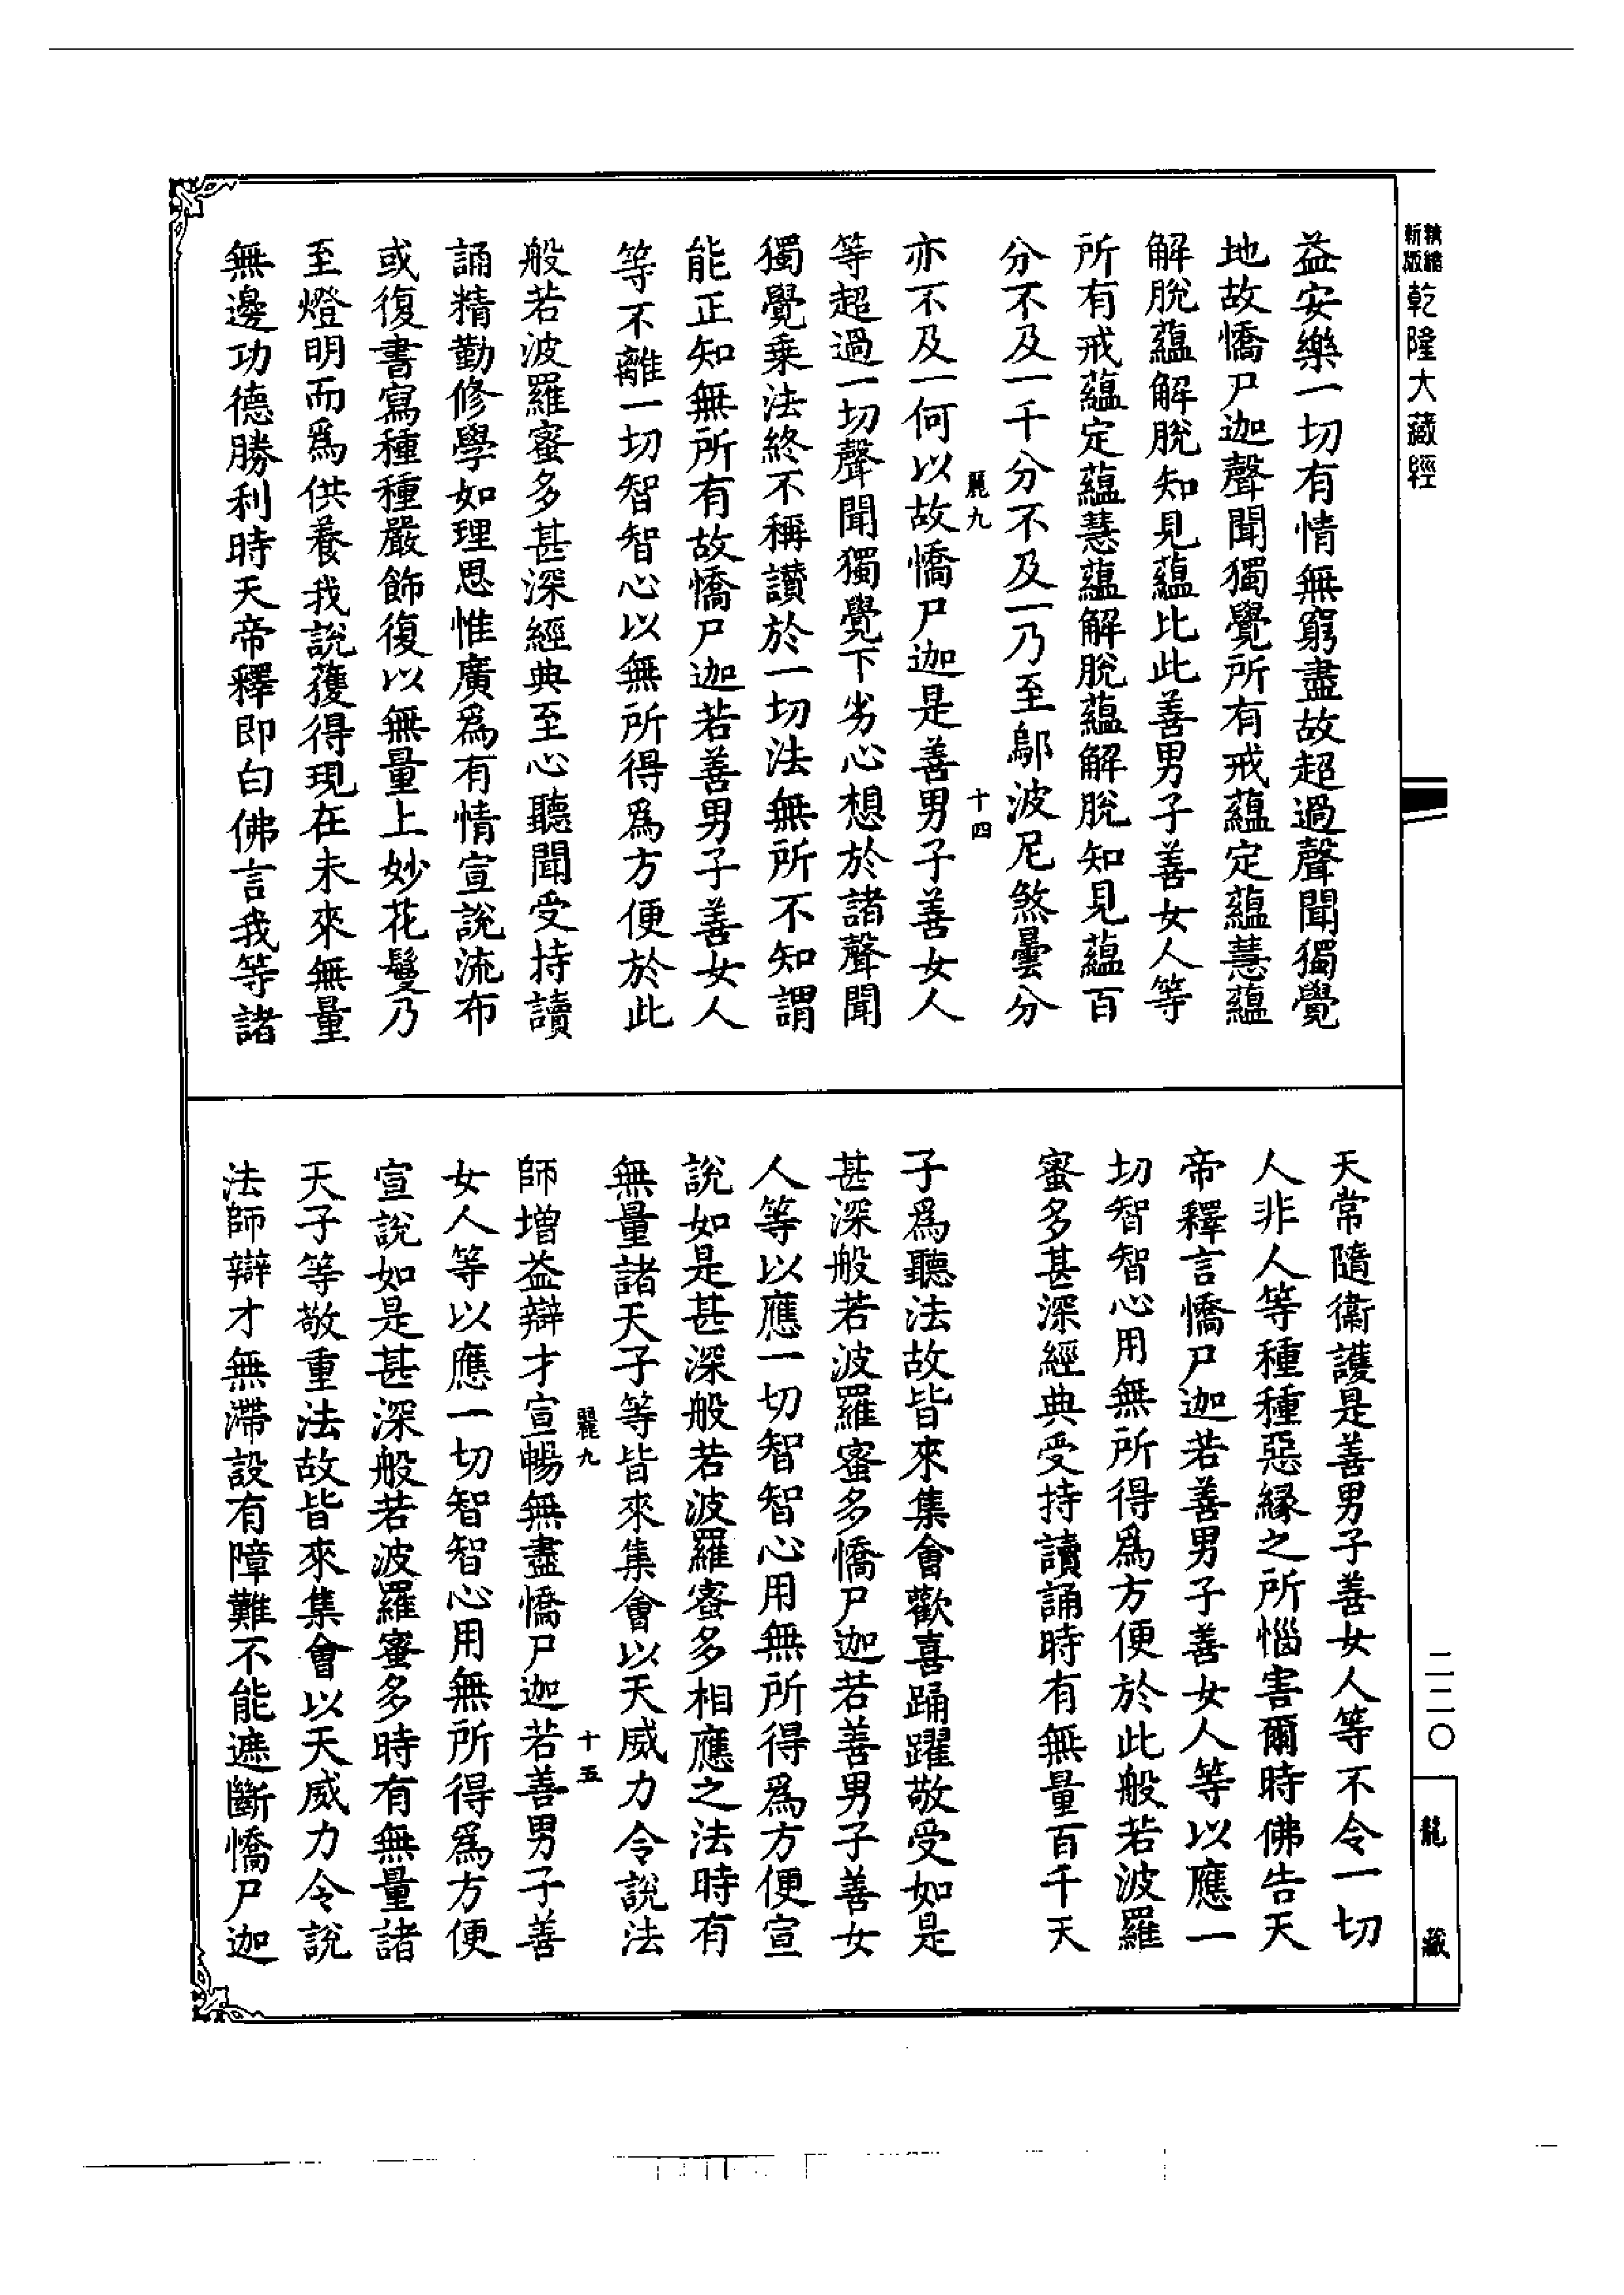 精縮新版乾隆大藏經
益安樂一切有情無窮盡故超過聲聞獨覺
地故憍尸迦聲聞獨覺所有戒蘊定蘊慧蘊
解脫蘊解脫知見蘊比此善男子善女人等
所有戒蘊定蘊慧蘊解脫蘊解脫知見蘊百
分不及一千分不及一乃至鄔波尼煞曇分
麗九
十四
亦不及一何以故憍尸迦是善男子善女人
等超過一切聲聞獨覺下劣心想於諸聲聞
獨覺乗法終不稱讚於一切法無所不知謂
能正知無所有故憍尸迦若善男子善女人
等不離一切智智心以無所得爲方便於此
般若波羅蜜多甚深經典至心聽聞受持讀
誦精勤修學如理思惟廣爲有情宣說流布
或復書寫種種嚴飾復以無量上妙花鬘乃
至燈明而爲供養我說獲得現在未來無量
無邊功德勝利時天帝釋即白佛言我等諸
天常隨衞護是善男子善女人等不令一切
人非人等種種惡緣之所惱害爾時佛告天
帝釋言憍尸迦若善男子善女人等以應一
切智智心用無所得爲方便於此般若波羅
蜜多甚深經典受持讀誦時有無量百千天
子爲聽法故皆來集會歡喜踊躍敬受如是
甚深般若波羅蜜多憍尸迦若善男子善女
人等以應一切智智心用無所得爲方便宣
說如是甚深般若波羅蜜多相應之法時有
無量諸天子等皆來集會以天威力令說法
麗九
十五
師增益辯才宣暢無盡憍尸迦若善男子善
女人等以應一切智智心用無所得爲方便
宣說如是甚深般若波羅蜜多時有無量諸
天子等敬重法故皆來集會以天威力令說
法師辯才無滯設有障難不能遮斷憍尸迦
二二〇
龍藏